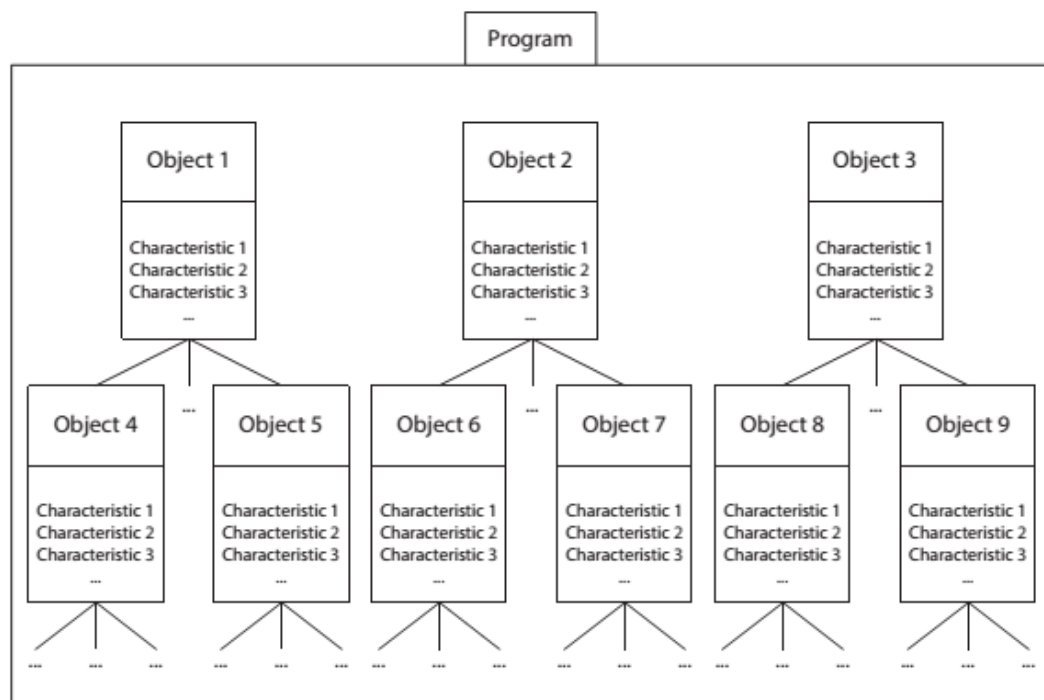 Program
Object 1
Characteristic 1
Characteristic 2
Characteristic 3
...
Object 2
Characteristic 1
Characteristic 2
Characteristic 3
...
Object 3
Characteristic 1
Characteristic 2
Characteristic 3
...
...
...
...
Object 4
Characteristic 1
Characteristic 2
Characteristic 3
...
Object 5
Characteristic 1
Characteristic 2
Characteristic 3
...
Object 6
Characteristic 1
Characteristic 2
Characteristic 3
...
Object 7
Characteristic 1
Characteristic 2
Characteristic 3
...
Object 8
Characteristic 1
Characteristic 2
Characteristic 3
...
Object 9
Characteristic 1
Characteristic 2
Characteristic 3
...
... ... ... ... ... ... ... ... ... ... ... ... ... ... ... ... ... ...